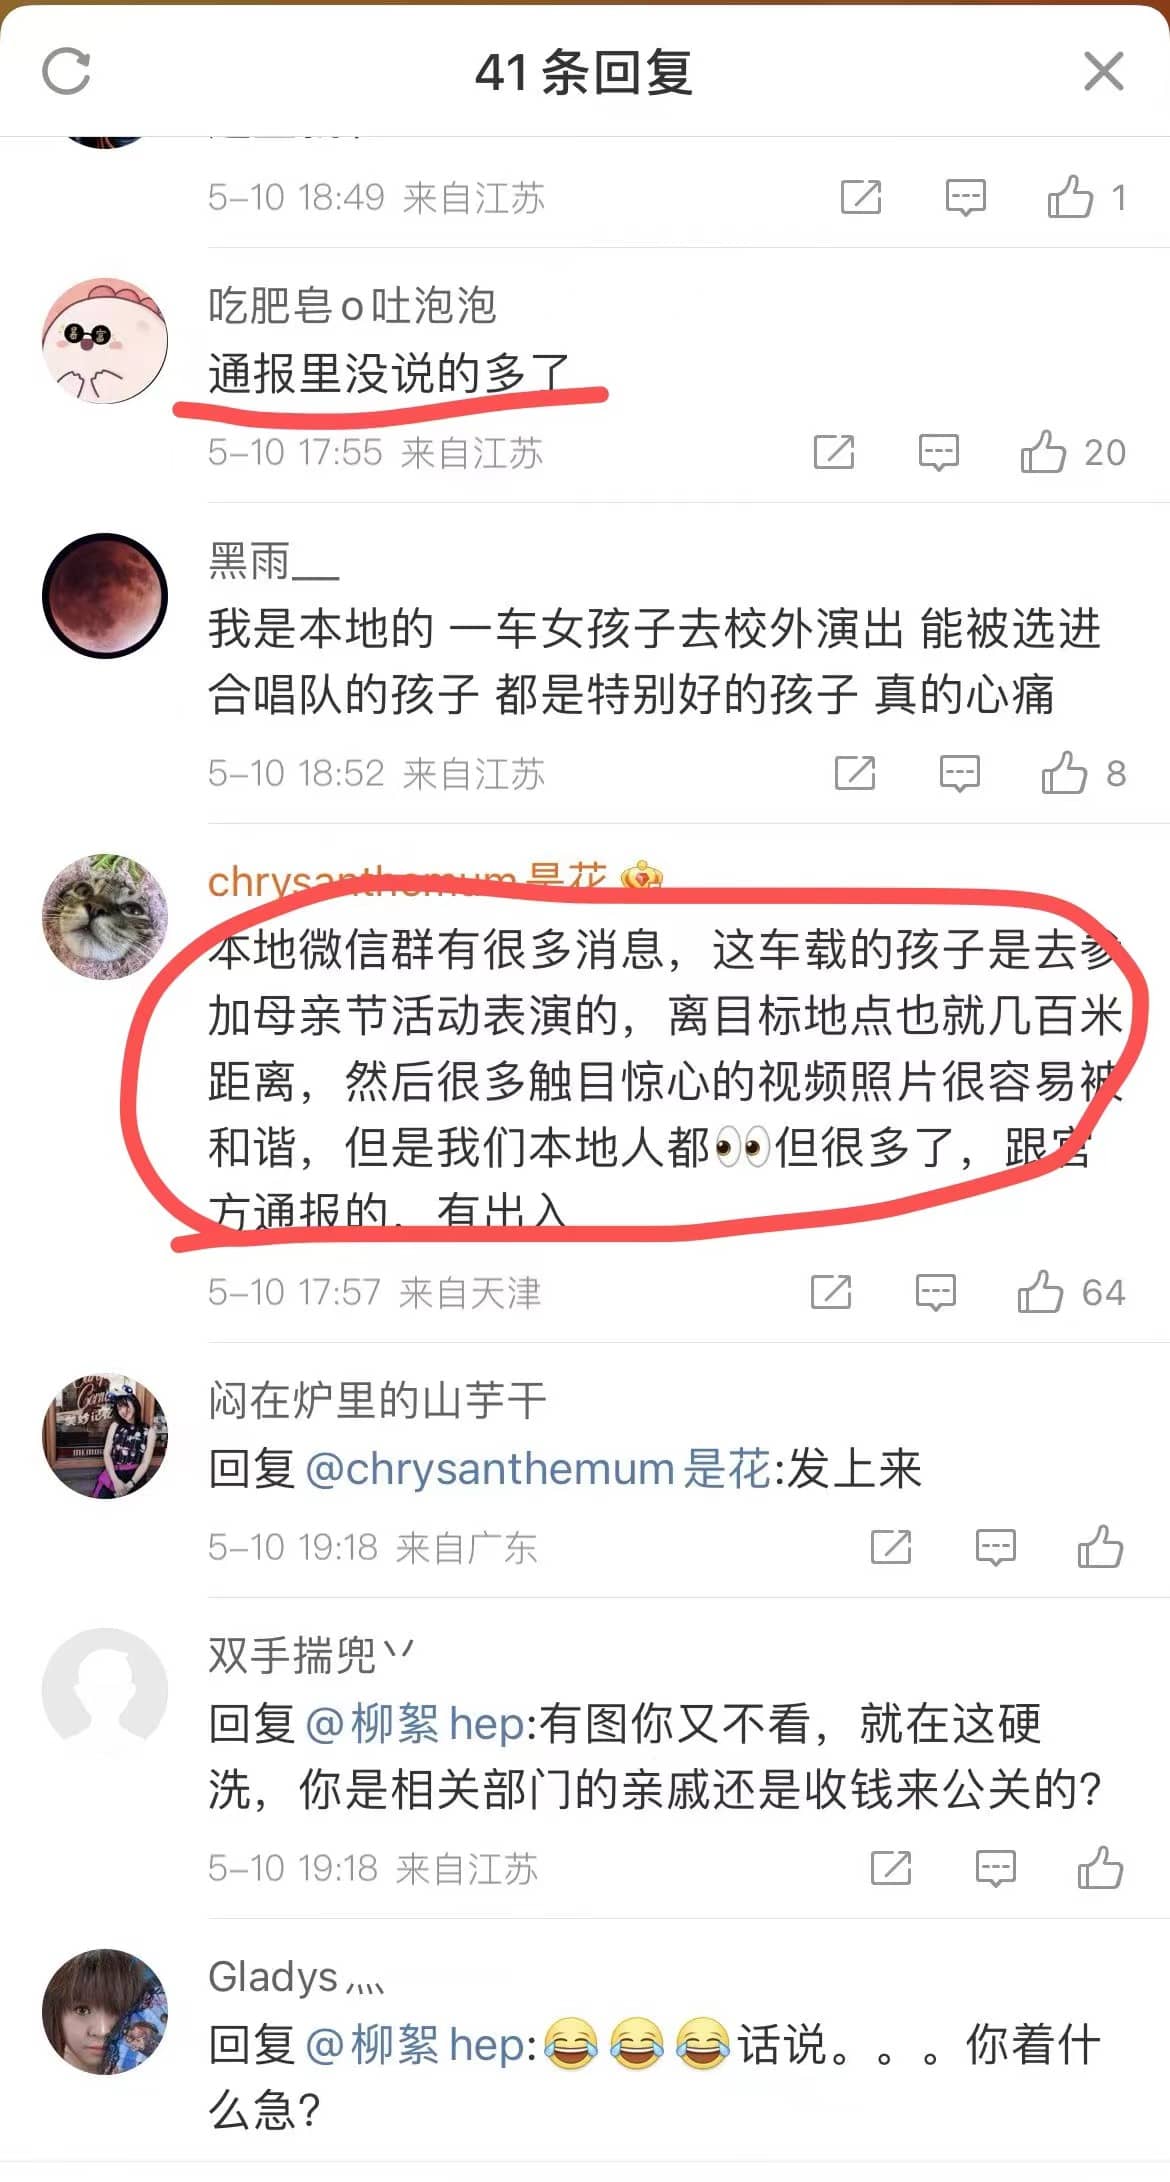 41条回复
5-10 18:49 来自江苏
1
吃肥皂o吐泡泡
通报里没说的多了
5-10 17:55 来自江苏
20
黑雨__
我是本地的 一车女孩子去校外演出 能被选进
合唱队的孩子 都是特别好的孩子 真的心痛
5-10 18:52 来自江苏
8
chrysanthemum是花
本地微信群有很多消息，这车载的孩子是去参
加母亲节活动表演的，离目标地点也就几百米
距离，然后很多触目惊心的视频照片很容易被
和谐，但是我们本地人都👀但很多了，跟官
方通报的，有出入
5-10 17:57 来自天津
64
闷在炉里的山芋干
回复@chrysanthemum是花:发上来
5-10 19:18 来自广东
双手揣兜丷
回复@柳絮hep:有图你又不看，就在这硬
洗，你是相关部门的亲戚还是收钱来公关的?
5-10 19:18 来自江苏
Gladys灬
回复@柳絮hep:😂😂😂话说。。。你着什
么急?